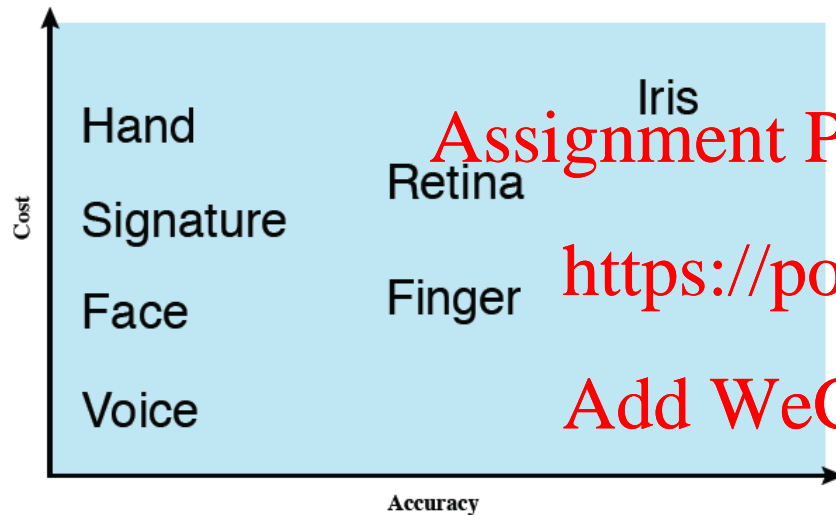 Iris
Hand
Assignment P
Retina
Cost
Signature
https://po
Finger
Face
Add WeC
Voice
Accuracy